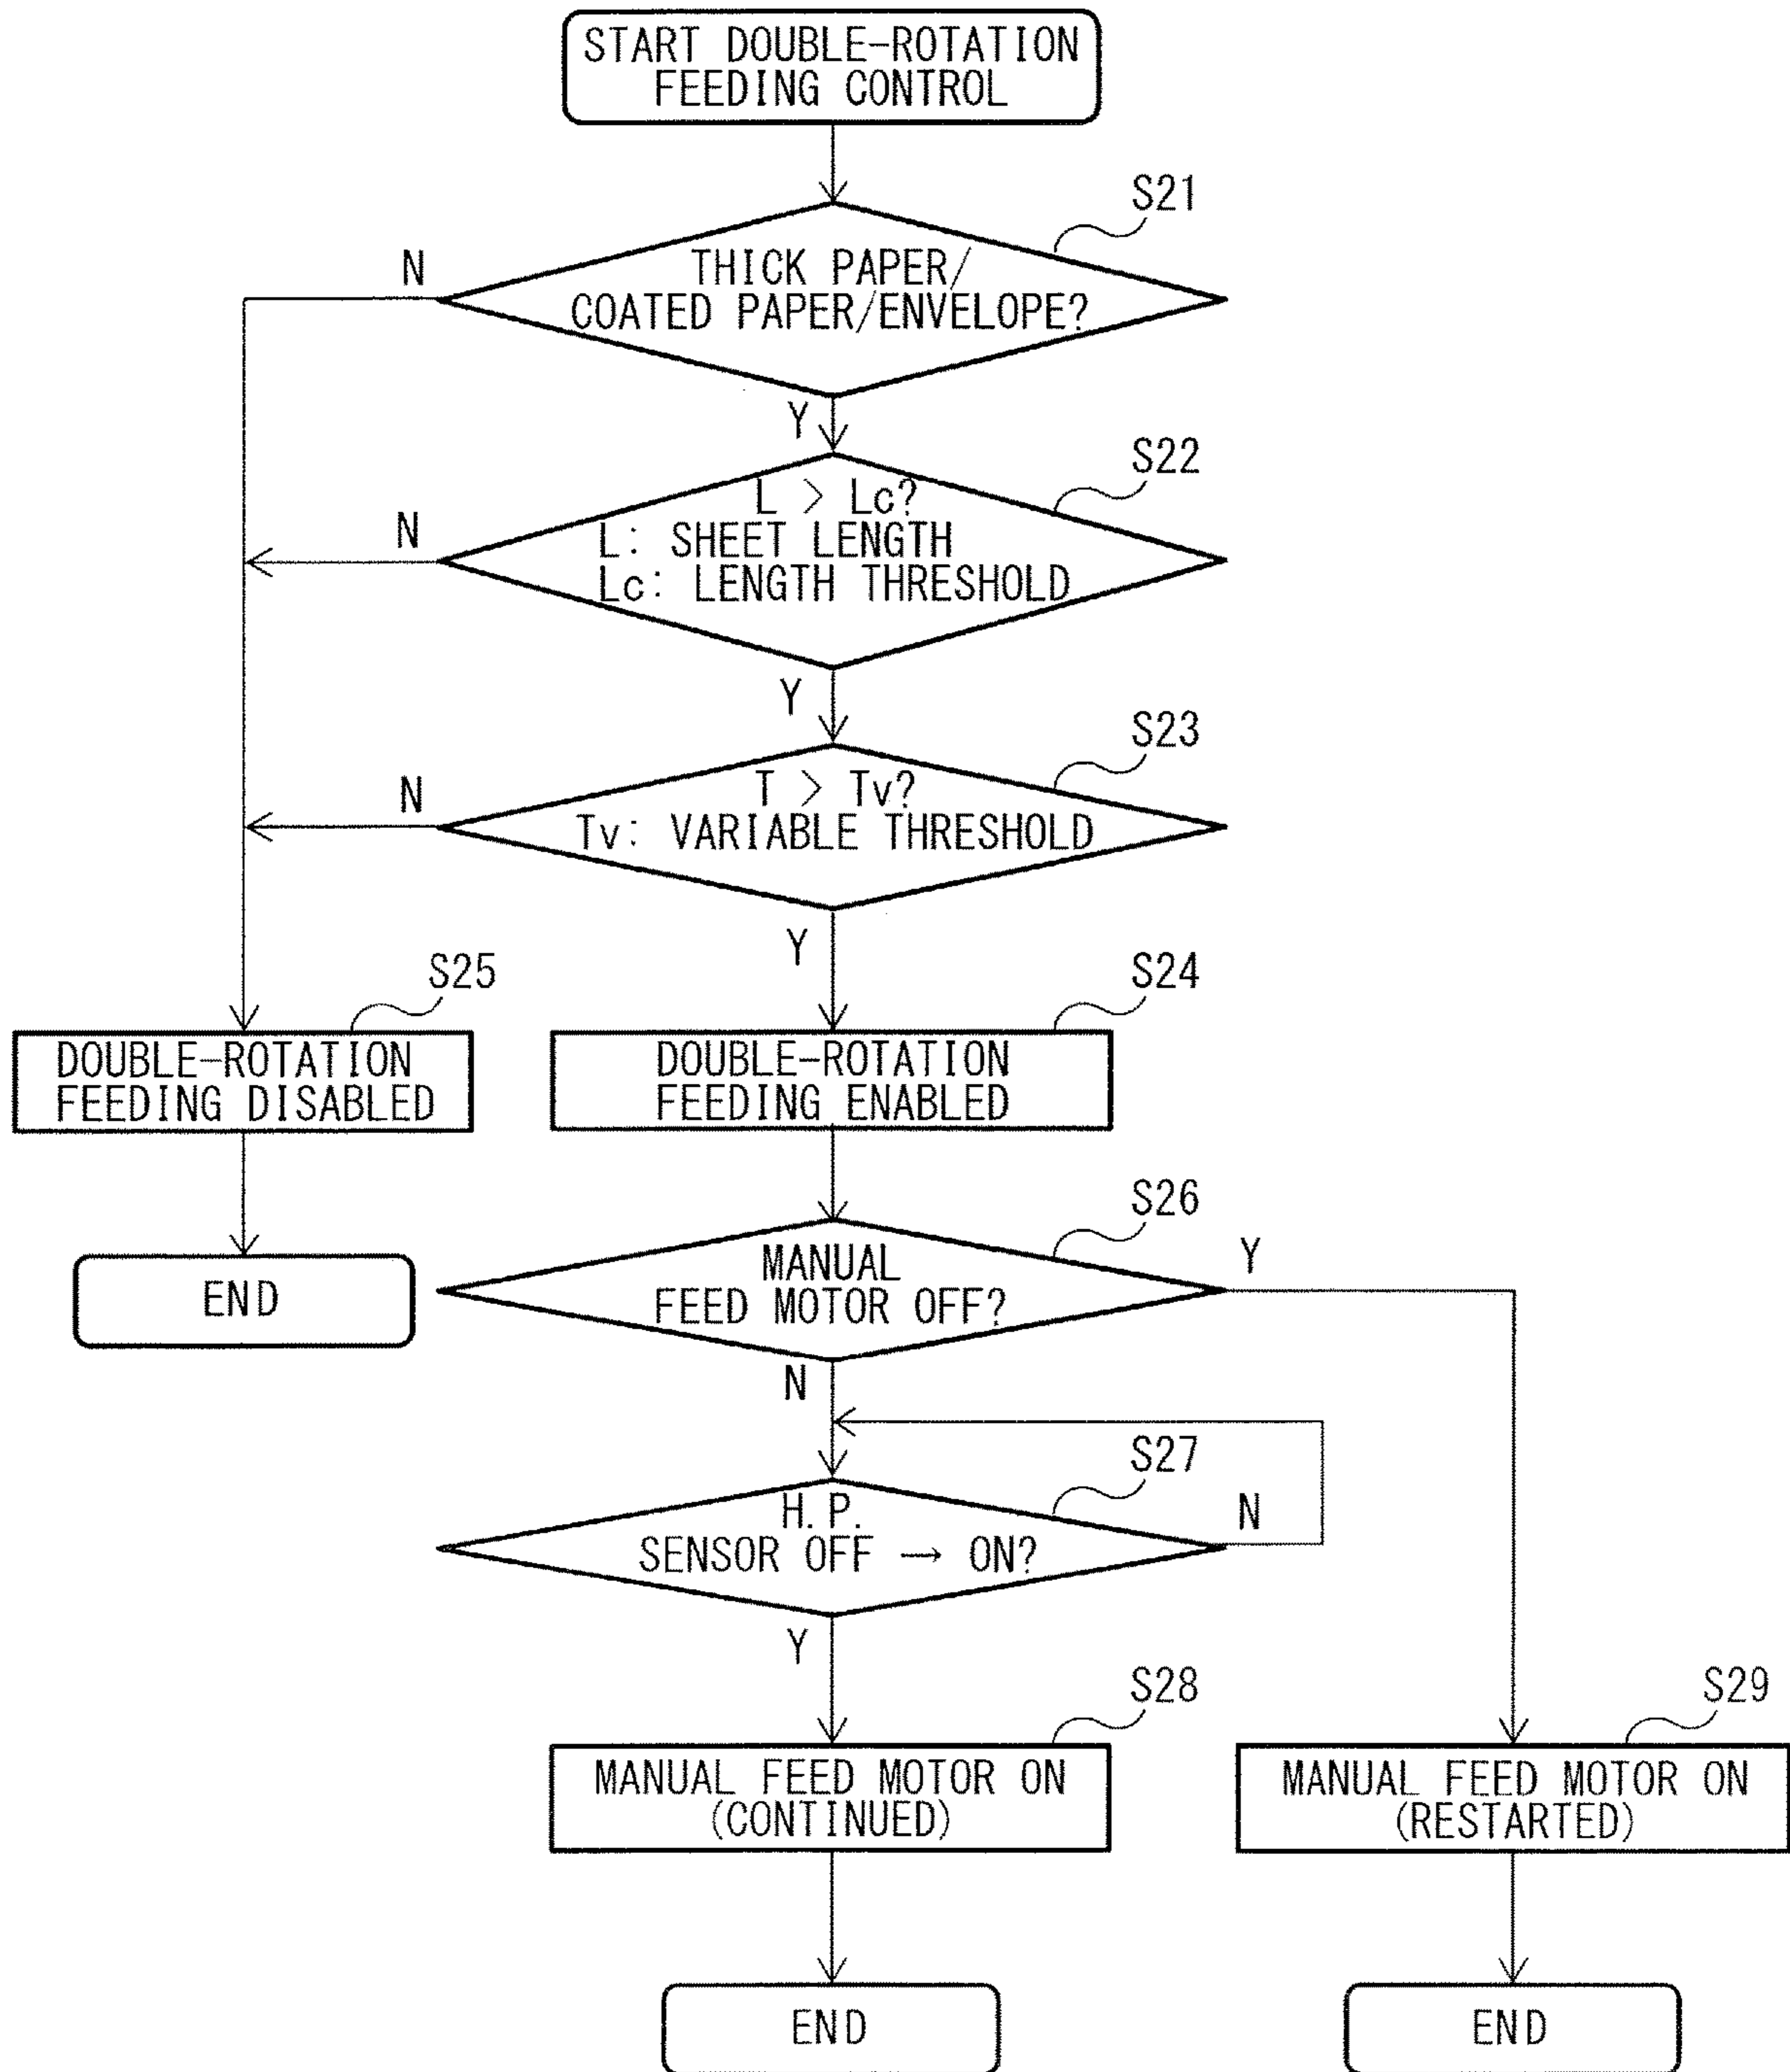 START DOUBLE-ROTATION
FEEDING CONTROL
S21
THICK PAPER/
COATED PAPER/ENVELOPE?
N
Y
S22
L > Lc?
L: SHEET LENGTH
Lc: LENGTH THRESHOLD
N
Y
S23
T > Tv?
Tv: VARIABLE THRESHOLD
N
Y
S25
DOUBLE-ROTATION
FEEDING DISABLED
END
S24
DOUBLE-ROTATION
FEEDING ENABLED
S26
MANUAL
FEED MOTOR OFF?
Y
N
S27
H.P.
SENSOR OFF → ON?
N
Y
S28
MANUAL FEED MOTOR ON
(CONTINUED)
END
S29
MANUAL FEED MOTOR ON
(RESTARTED)
END